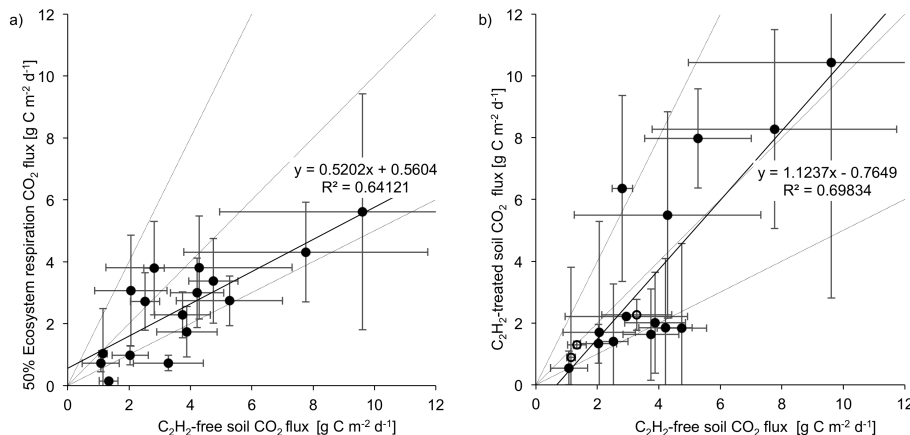 a)
50% Ecosystem respiration CO₂ flux [g C m⁻² d⁻¹]
12
10
8
6
4
2
0
y = 0.5202x + 0.5604
R² = 0.64121
0 2 4 6 8 10 12
C₂H₂-free soil CO₂ flux [g C m⁻² d⁻¹]
b)
C₂H₂-treated soil CO₂ flux [g C m⁻² d⁻¹]
12
10
8
6
4
2
0
y = 1.1237x - 0.7649
R² = 0.69834
0 2 4 6 8 10 12
C₂H₂-free soil CO₂ flux [g C m⁻² d⁻¹]